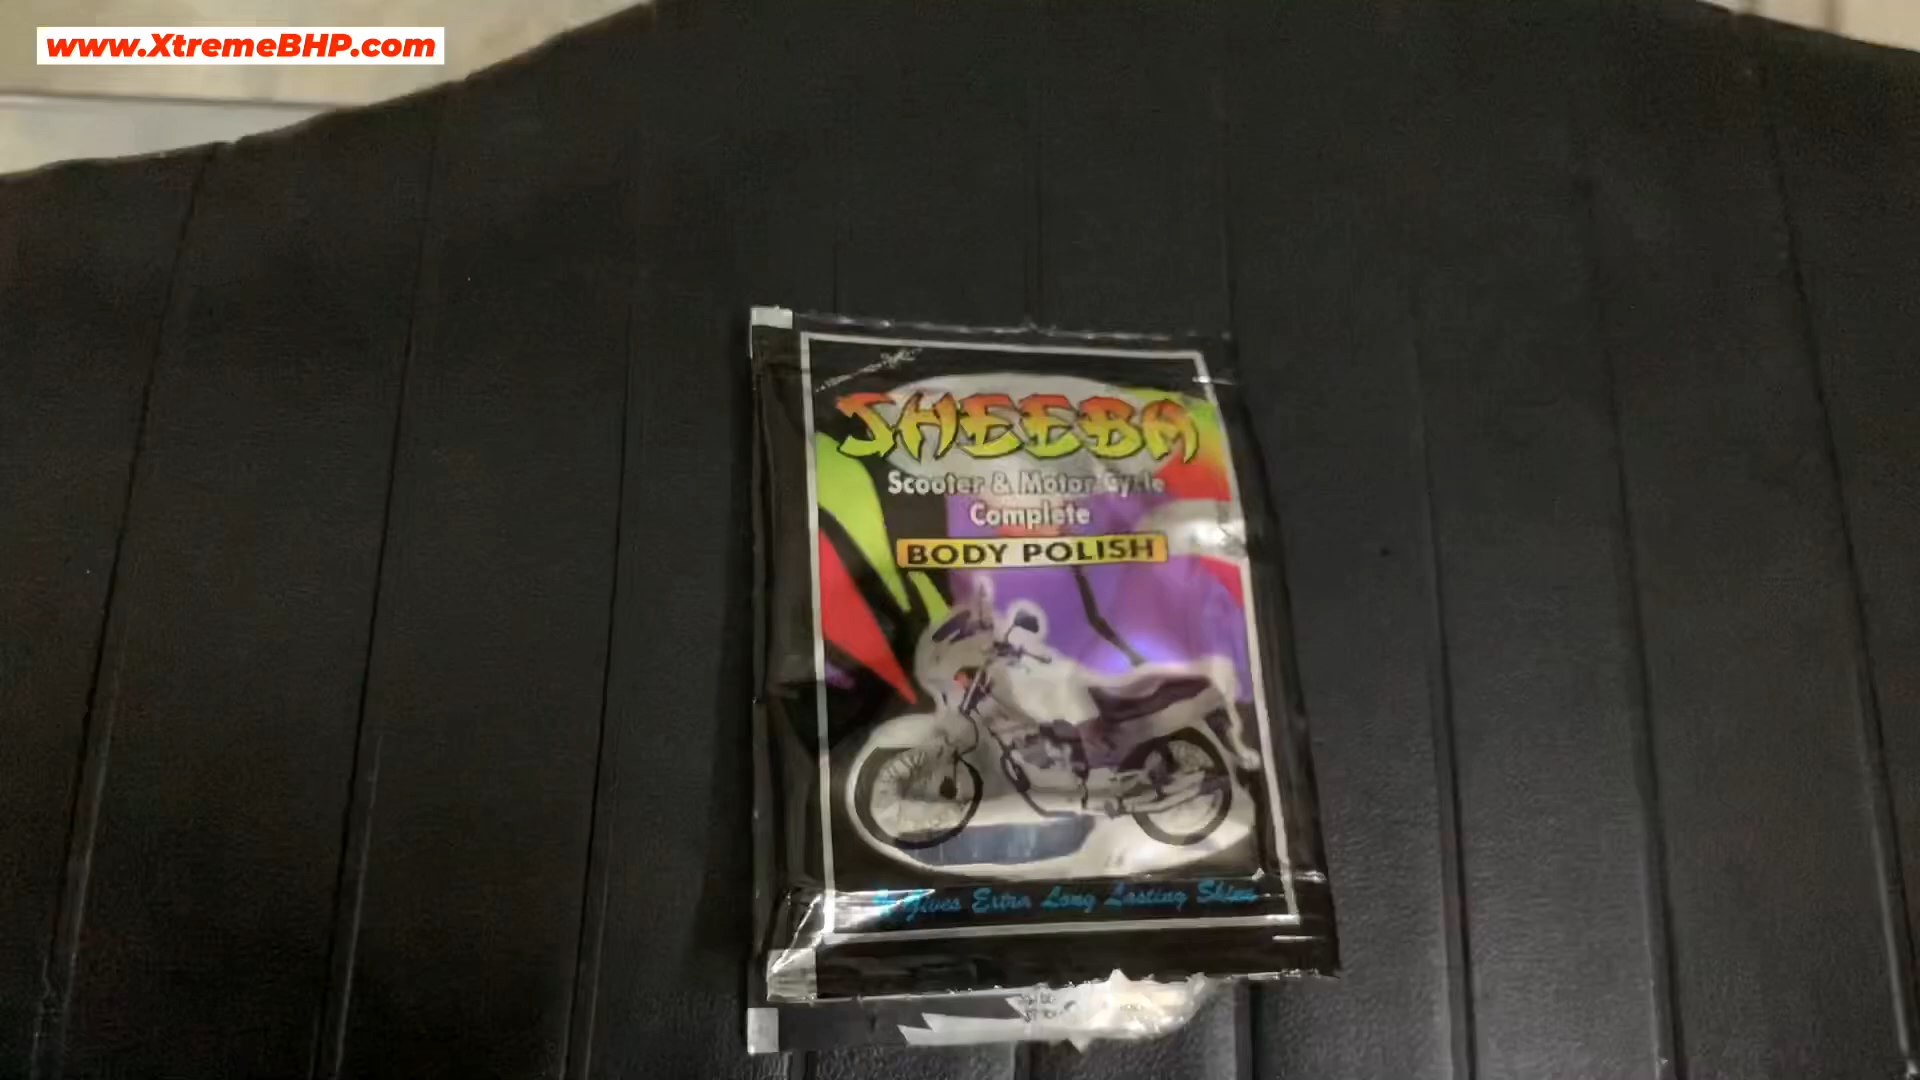 www.XtremeBHP.com
SHEEBA
Scooter & Motor Cycle
Complete
BODY POLISH
Gives Extra Long Lasting Shine